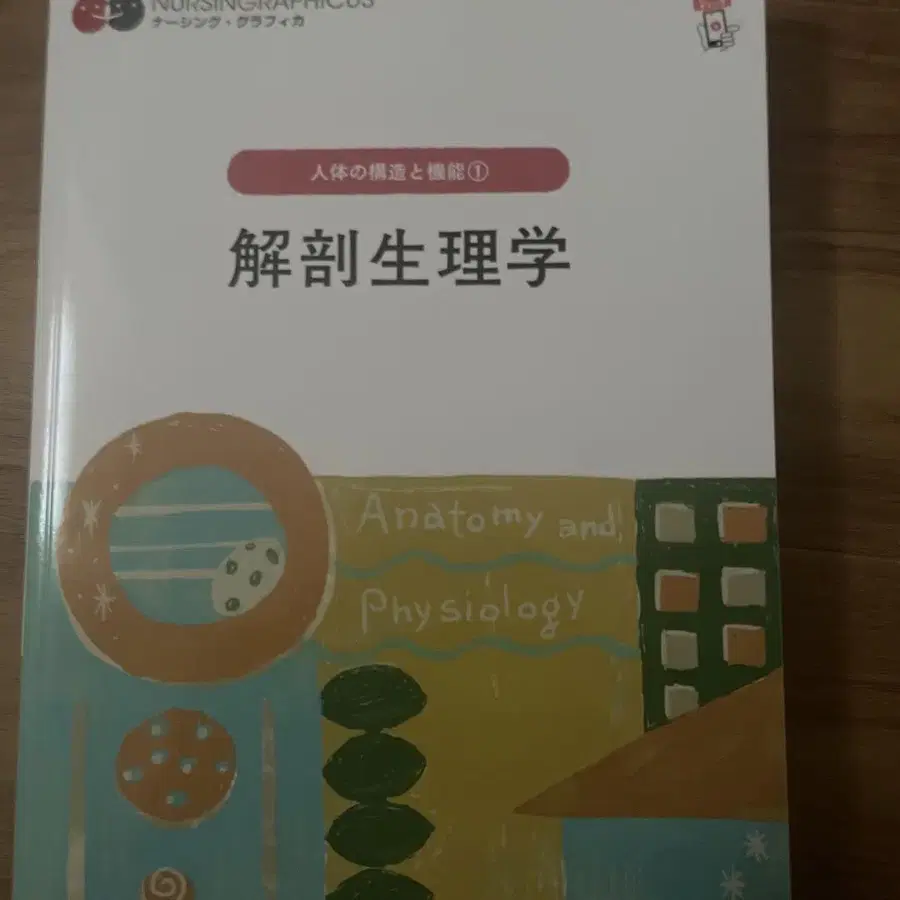 NURSINGRAPHICUS
ナーシング・グラフィカ
人体の構造と機能①
解剖生理学
Anatomy and
Physiology